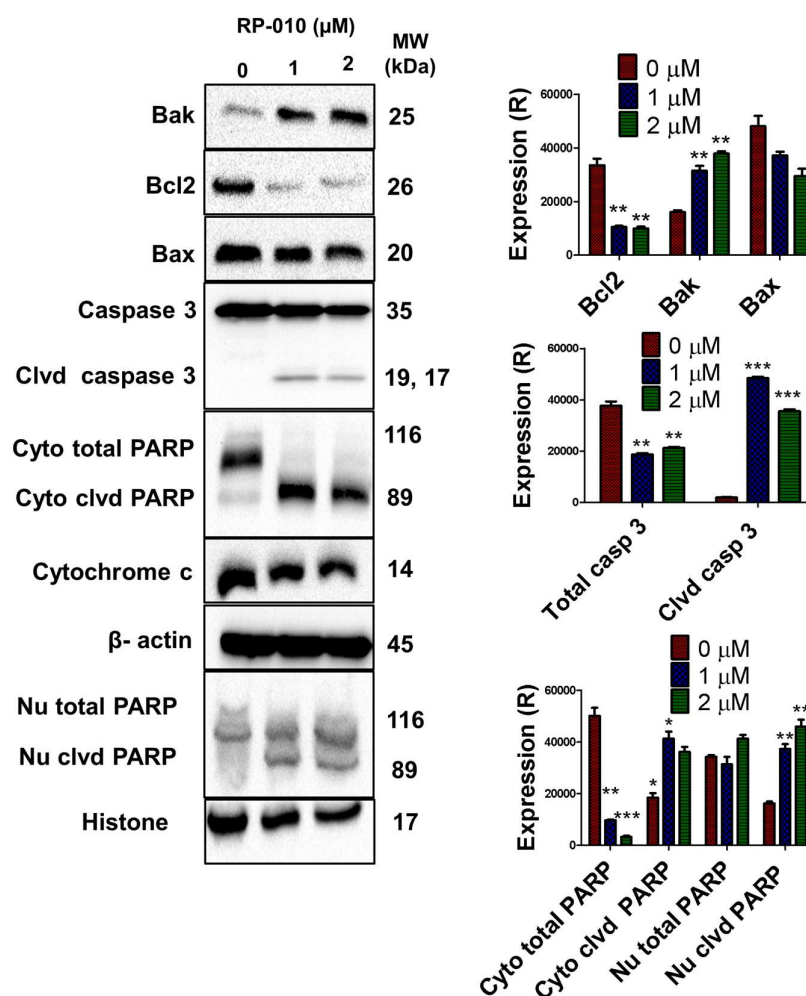 RP-010 (µM)
0 1 2
MW
(kDa)
Bak 25
Bcl2 26
Bax 20
Caspase 3 35
Clvd caspase 3 19, 17
Cyto total PARP 116
Cyto clvd PARP 89
Cytochrome c 14
β- actin 45
Nu total PARP 116
Nu clvd PARP 89
Histone 17
0 µM
1 µM
2 µM
Expression (R)
60000
40000
20000
0
** **
** **
Bcl2 Bak Bax
0 µM
1 µM
2 µM
Expression (R)
60000
40000
20000
0
** **
*** ***
Total casp 3 Clvd casp 3
0 µM
1 µM
2 µM
Expression (R)
60000
40000
20000
0
** ***
* *
** **
Cyto total PARP Cyto clvd PARP Nu total PARP Nu clvd PARP